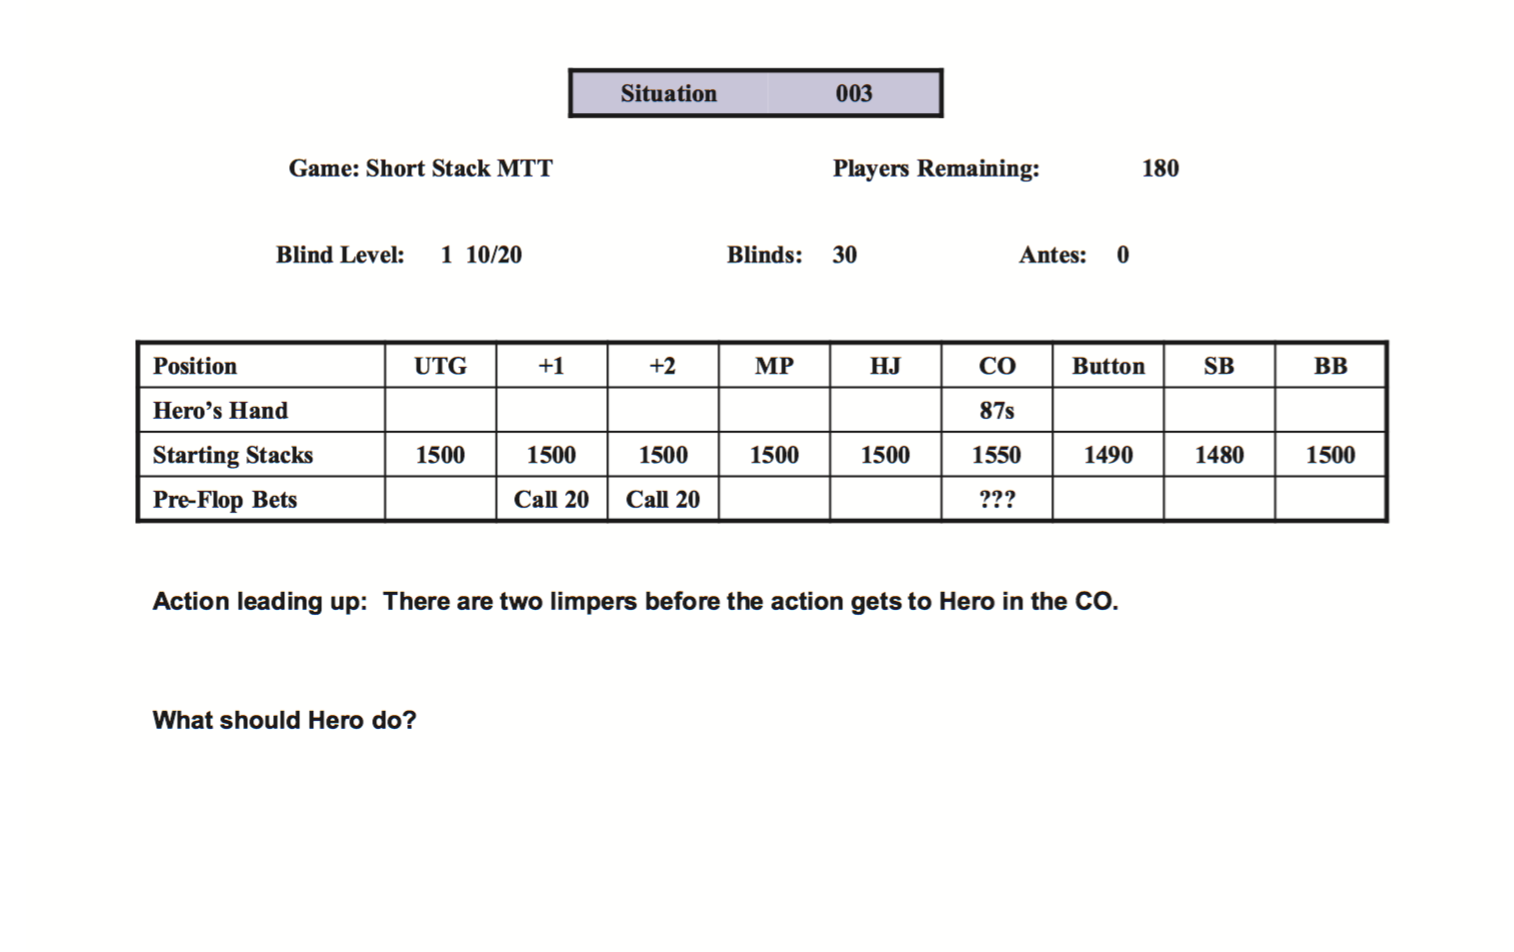 Situation 003
Game: Short Stack MTT Players Remaining: 180
Blind Level: 1 10/20 Blinds: 30 Antes: 0
Position UTG +1 +2 MP HJ CO Button SB BB
Hero's Hand 87s
Starting Stacks 1500 1500 1500 1500 1500 1550 1490 1480 1500
Pre-Flop Bets Call 20 Call 20 ???
Action leading up: There are two limpers before the action gets to Hero in the CO.
What should Hero do?